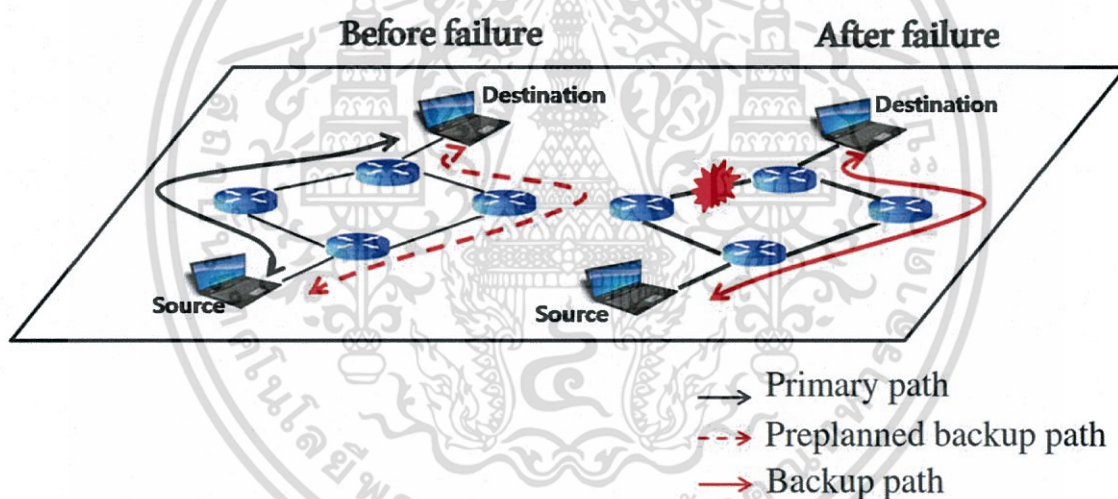 Before failure
After failure
Destination
Destination
Source
Source
Primary path
Preplanned backup path
Backup path